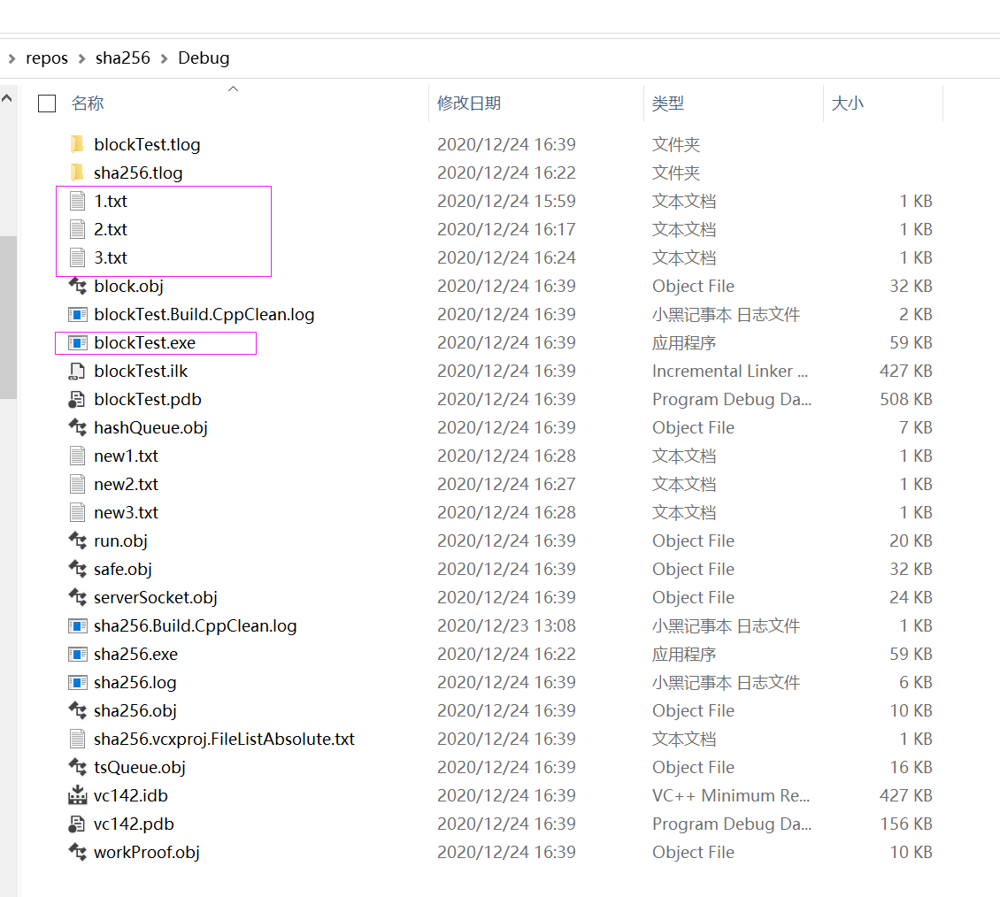 repos sha256 Debug
名称 修改日期 类型 大小
blockTest.tlog 2020/12/24 16:39 文件夹
sha256.tlog 2020/12/24 16:22 文件夹
1.txt 2020/12/24 15:59 文本文档 1 KB
2.txt 2020/12/24 16:17 文本文档 1 KB
3.txt 2020/12/24 16:24 文本文档 1 KB
block.obj 2020/12/24 16:39 Object File 32 KB
blockTest.Build.CppClean.log 2020/12/24 16:39 小黑记事本 日志文件 2 KB
blockTest.exe 2020/12/24 16:39 应用程序 59 KB
blockTest.ilk 2020/12/24 16:39 Incremental Linker ... 427 KB
blockTest.pdb 2020/12/24 16:39 Program Debug Da... 508 KB
hashQueue.obj 2020/12/24 16:39 Object File 7 KB
new1.txt 2020/12/24 16:28 文本文档 1 KB
new2.txt 2020/12/24 16:27 文本文档 1 KB
new3.txt 2020/12/24 16:28 文本文档 1 KB
run.obj 2020/12/24 16:39 Object File 20 KB
safe.obj 2020/12/24 16:39 Object File 32 KB
serverSocket.obj 2020/12/24 16:39 Object File 24 KB
sha256.Build.CppClean.log 2020/12/23 13:08 小黑记事本 日志文件 1 KB
sha256.exe 2020/12/24 16:22 应用程序 59 KB
sha256.log 2020/12/24 16:39 小黑记事本 日志文件 6 KB
sha256.obj 2020/12/24 16:39 Object File 10 KB
sha256.vcxproj.FileListAbsolute.txt 2020/12/24 16:39 文本文档 1 KB
tsQueue.obj 2020/12/24 16:39 Object File 16 KB
vc142.idb 2020/12/24 16:39 VC++ Minimum Re... 427 KB
vc142.pdb 2020/12/24 16:39 Program Debug Da... 156 KB
workProof.obj 2020/12/24 16:39 Object File 10 KB